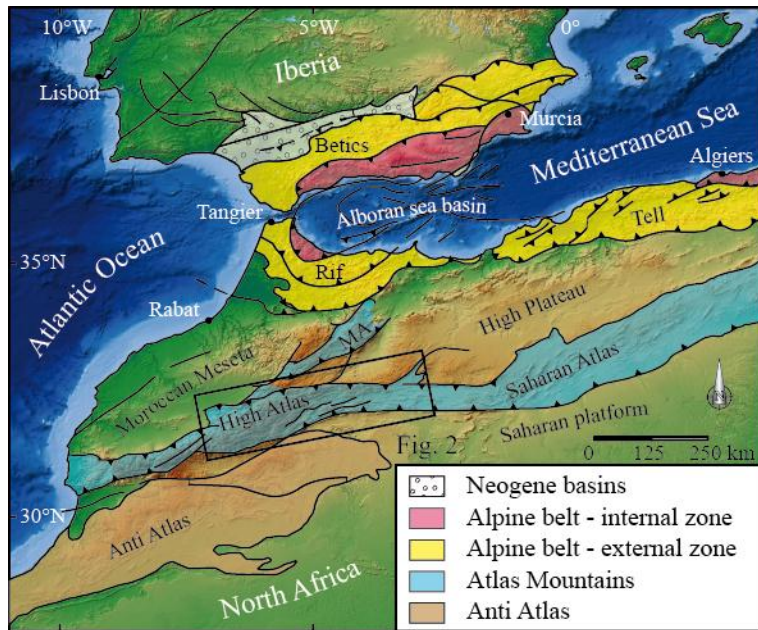 10°W
5°W
0°
Iberia
Lisbon
Murcia
Betics
Mediterranean Sea
Algiers
Tangier
Alboran sea basin
Tell
Atlantic Ocean
35°N
Rif
Rabat
High Plateau
MA
Moroccan Meseta
Saharan Atlas
High Atlas
N
Saharan platform
Fig. 2
0 125 250 km
30°N
Anti Atlas
North Africa
Neogene basins
Alpine belt - internal zone
Alpine belt - external zone
Atlas Mountains
Anti Atlas